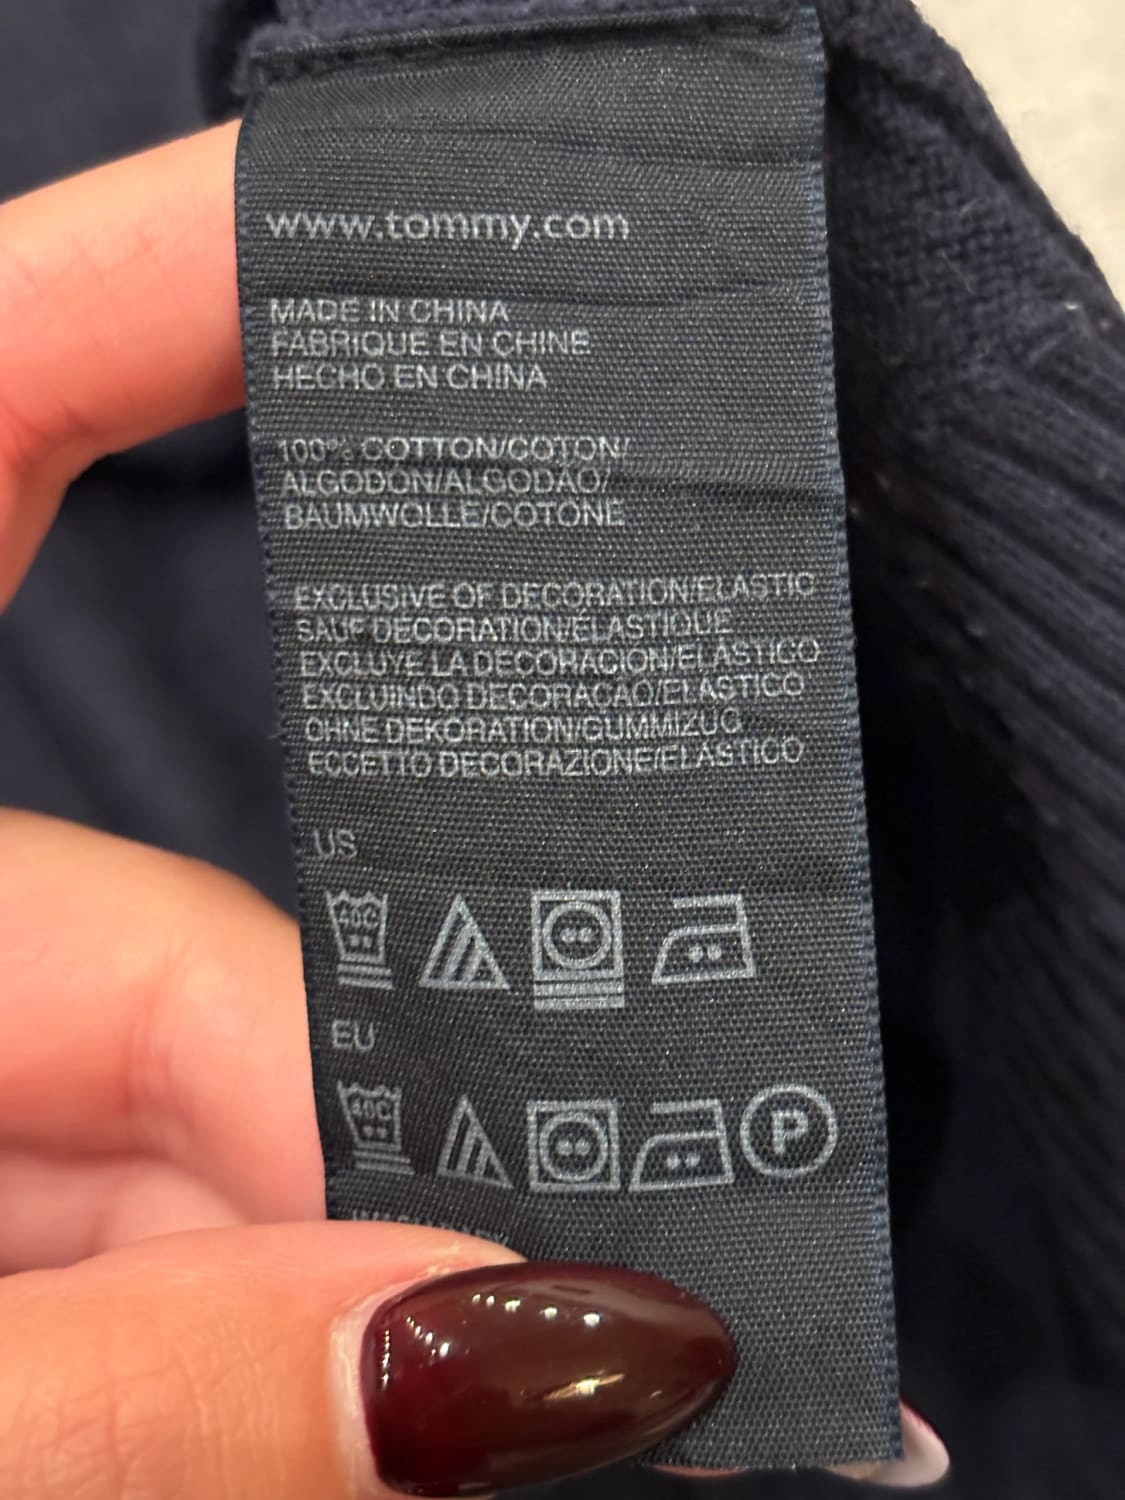 www.tommy.com
MADE IN CHINA
FABRIQUE EN CHINE
HECHO EN CHINA
100% COTTON/COTON/
ALGODON/ALGODÃO/
BAUMWOLLE/COTONE
EXCLUSIVE OF DECORATION/ELASTIC
SAUF DECORATION/ELASTIQUE
EXCLUYE LA DECORACION/ELASTICO
EXCLUINDO DECORAÇÃO/ELASTICO
OHNE DEKORATION/GUMMIZUG
ECCETTO DECORAZIONE/ELASTICO
US
40C
EU
40C
P